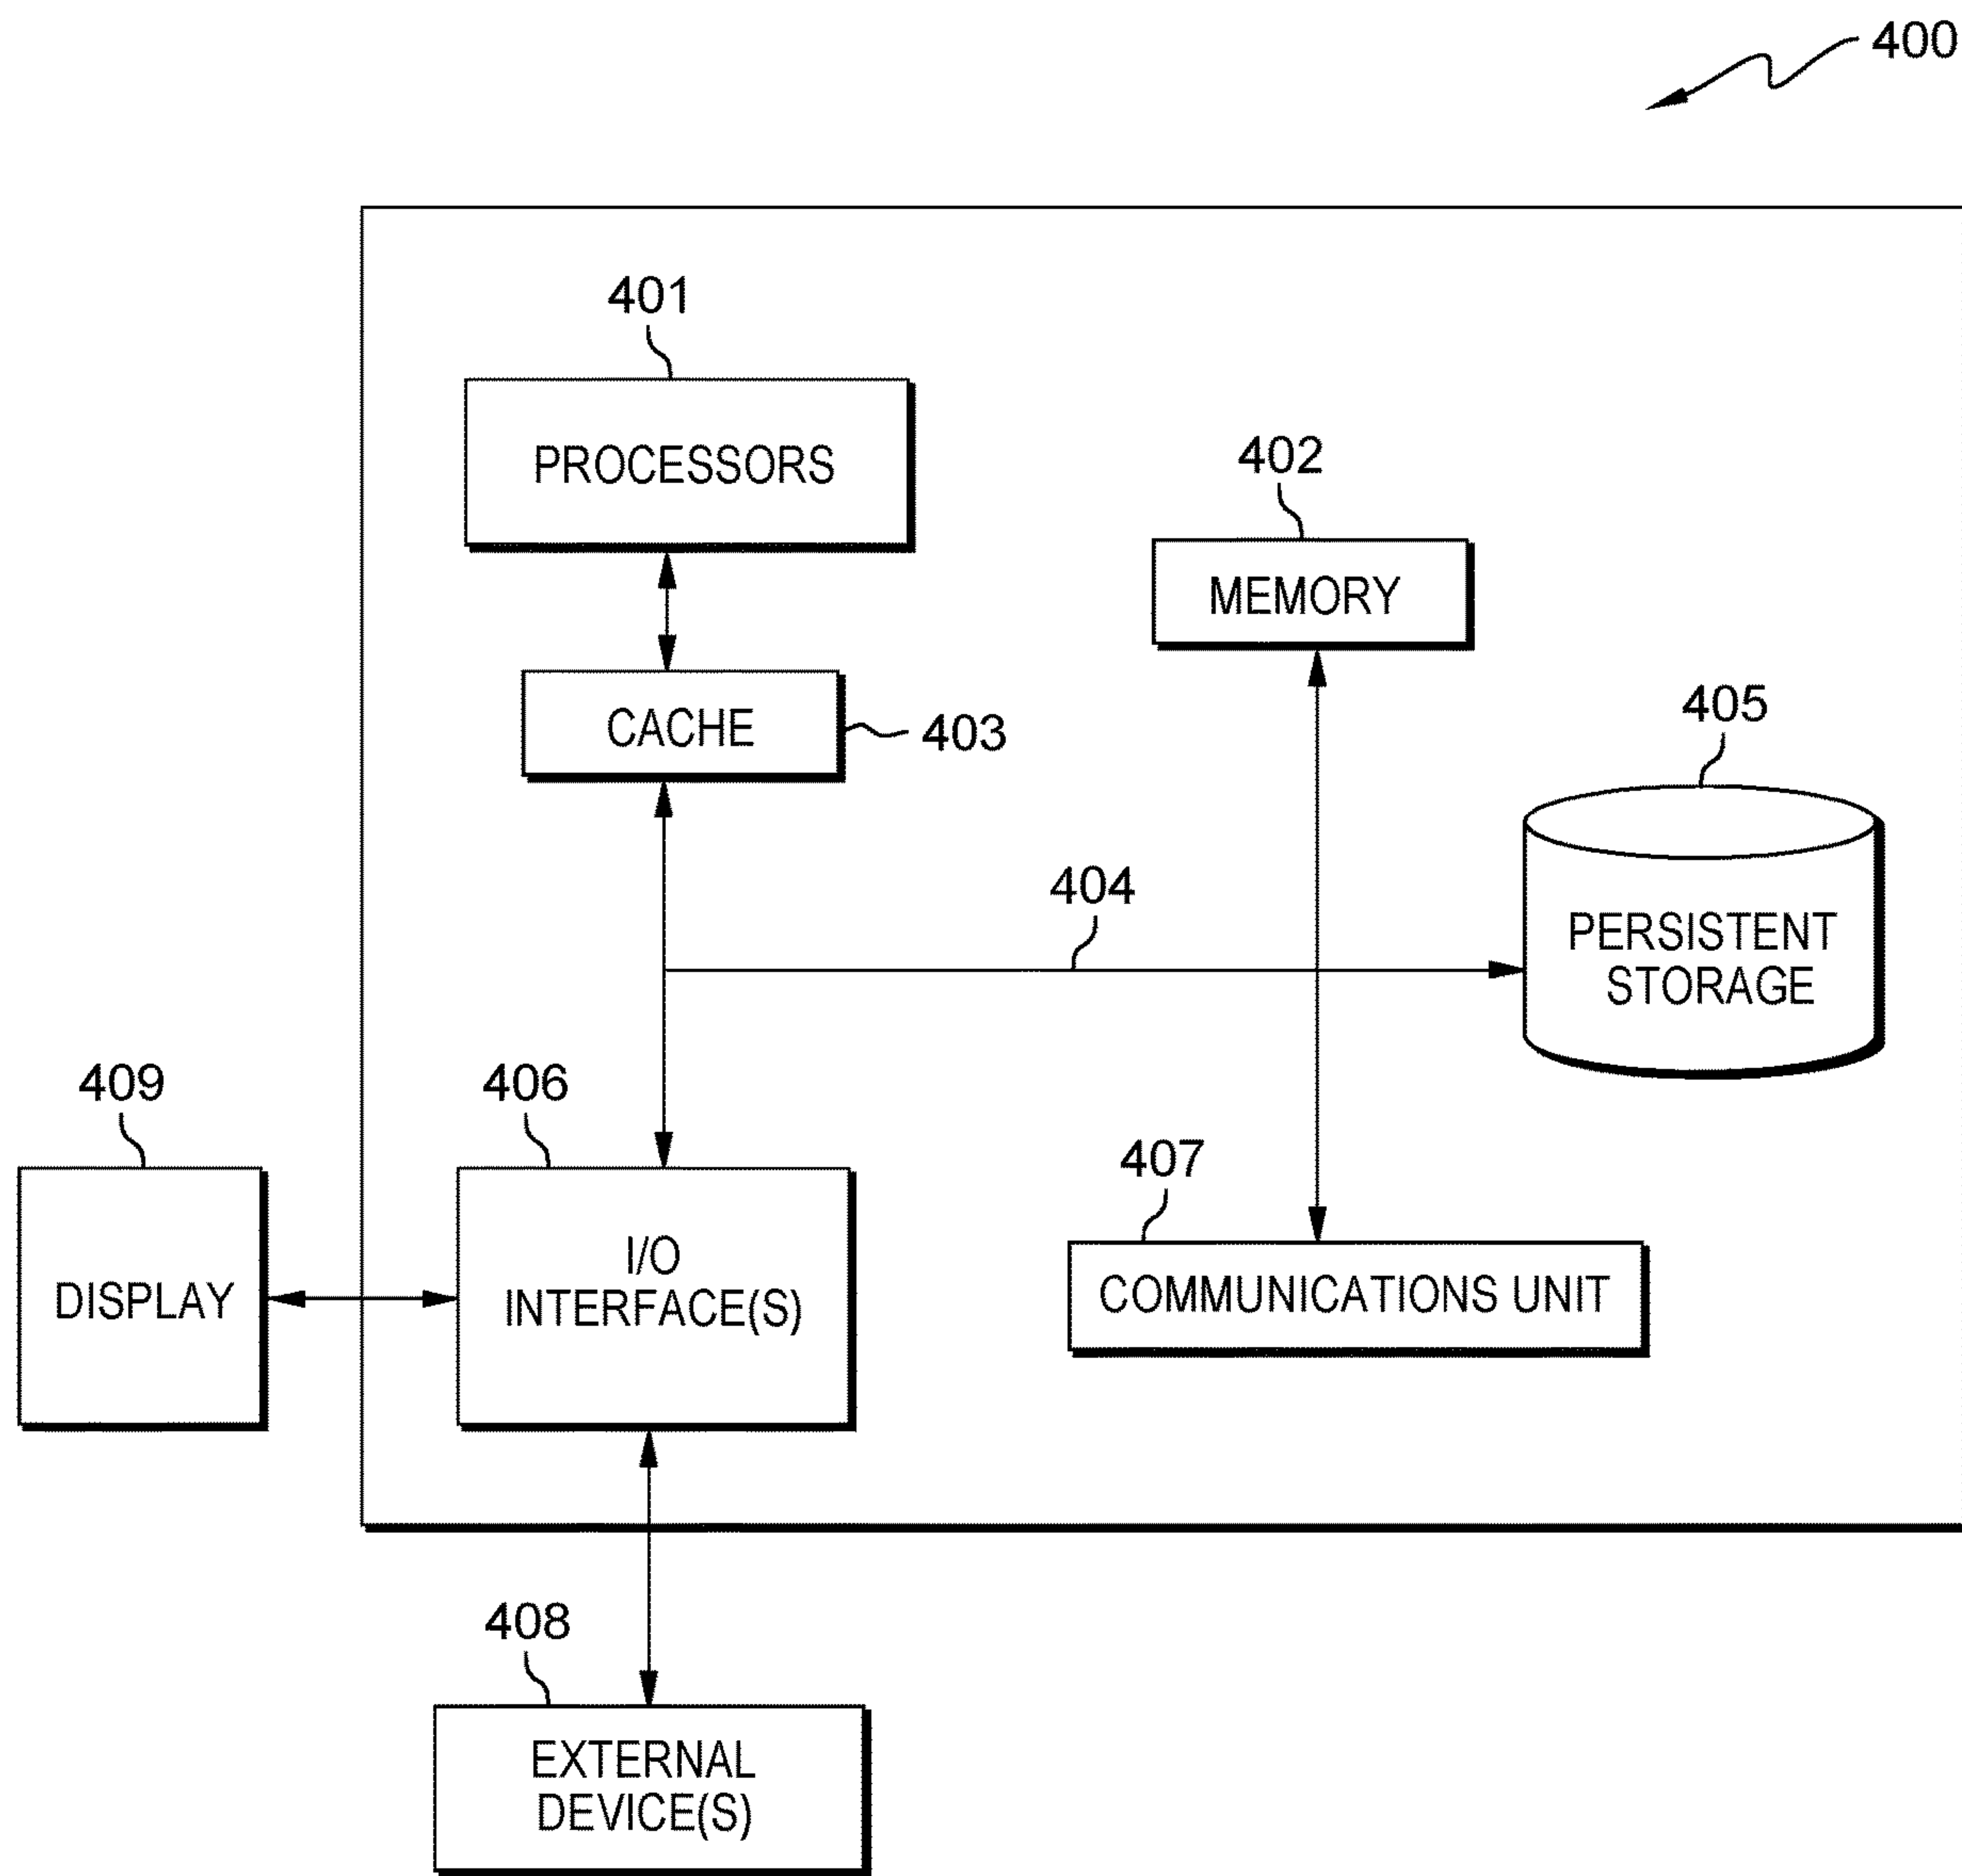 400
401
PROCESSORS
402
MEMORY
CACHE
403
405
404
PERSISTENT
STORAGE
409
406
407
DISPLAY
I/O
INTERFACE(S)
COMMUNICATIONS UNIT
408
EXTERNAL
DEVICE(S)